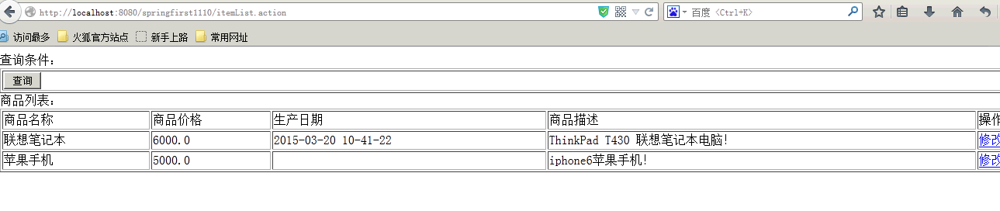 http://localhost:8080/springfirst1110/itemList.action 百度 <Ctrl+K>
访问最多 火狐官方站点 新手上路 常用网址
查询条件：
查询
商品列表：
商品名称 商品价格 生产日期 商品描述 操作
联想笔记本 6000.0 2015-03-20 10-41-22 ThinkPad T430 联想笔记本电脑！ 修改
苹果手机 5000.0 iphone6苹果手机！ 修改